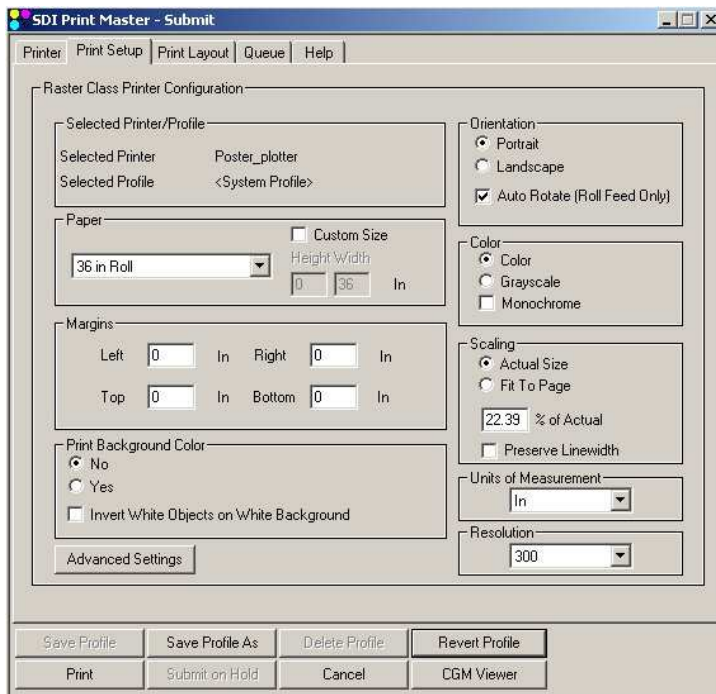 SDI Print Master - Submit
Printer Print Setup Print Layout Queue Help
Raster Class Printer Configuration
Selected Printer/Profile
Selected Printer Poster_plotter
Selected Profile <System Profile>
Paper
36 in Roll
Custom Size
Height Width
0 36 In
Margins
Left 0 In Right 0 In
Top 0 In Bottom 0 In
Print Background Color
No
Yes
Invert White Objects on White Background
Advanced Settings
Orientation
Portrait
Landscape
Auto Rotate (Roll Feed Only)
Color
Color
Grayscale
Monochrome
Scaling
Actual Size
Fit To Page
22.39 % of Actual
Preserve Linewidth
Units of Measurement
In
Resolution
300
Save Profile Save Profile As Delete Profile Revert Profile
Print Submit on Hold Cancel CGM Viewer